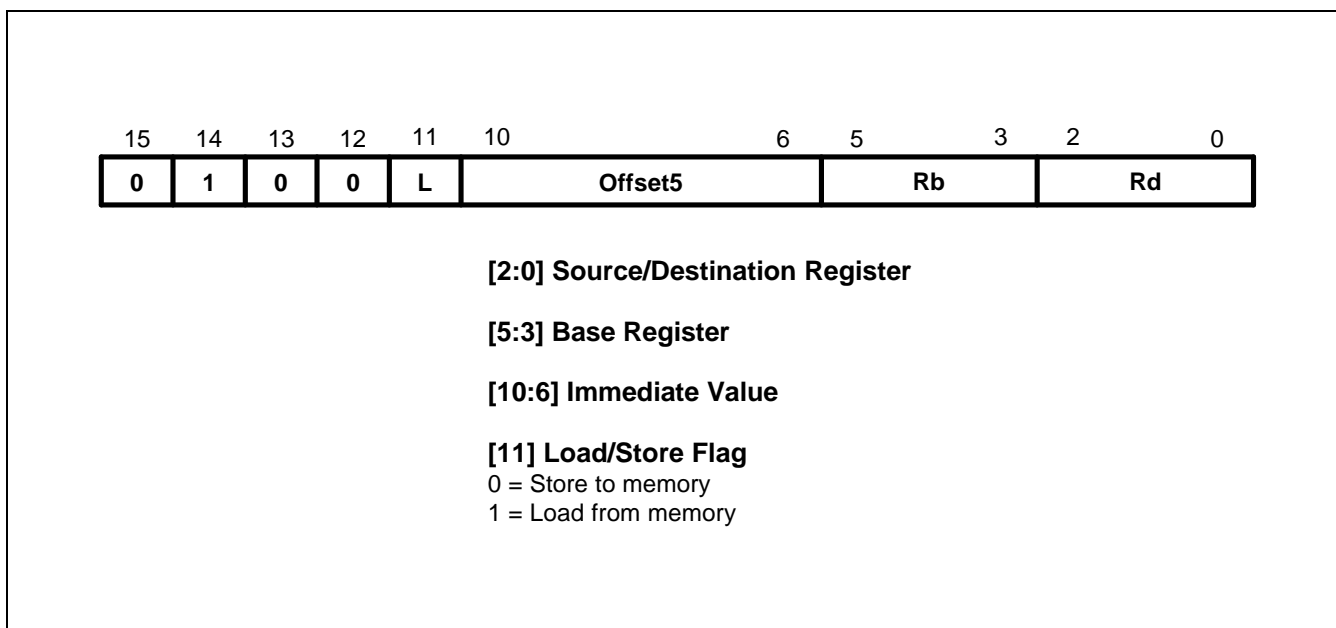 15 14 13 12 11 10 6 5 3 2 0
0 1 0 0 L Offset5 Rb Rd
[2:0] Source/Destination Register
[5:3] Base Register
[10:6] Immediate Value
[11] Load/Store Flag
0 = Store to memory
1 = Load from memory